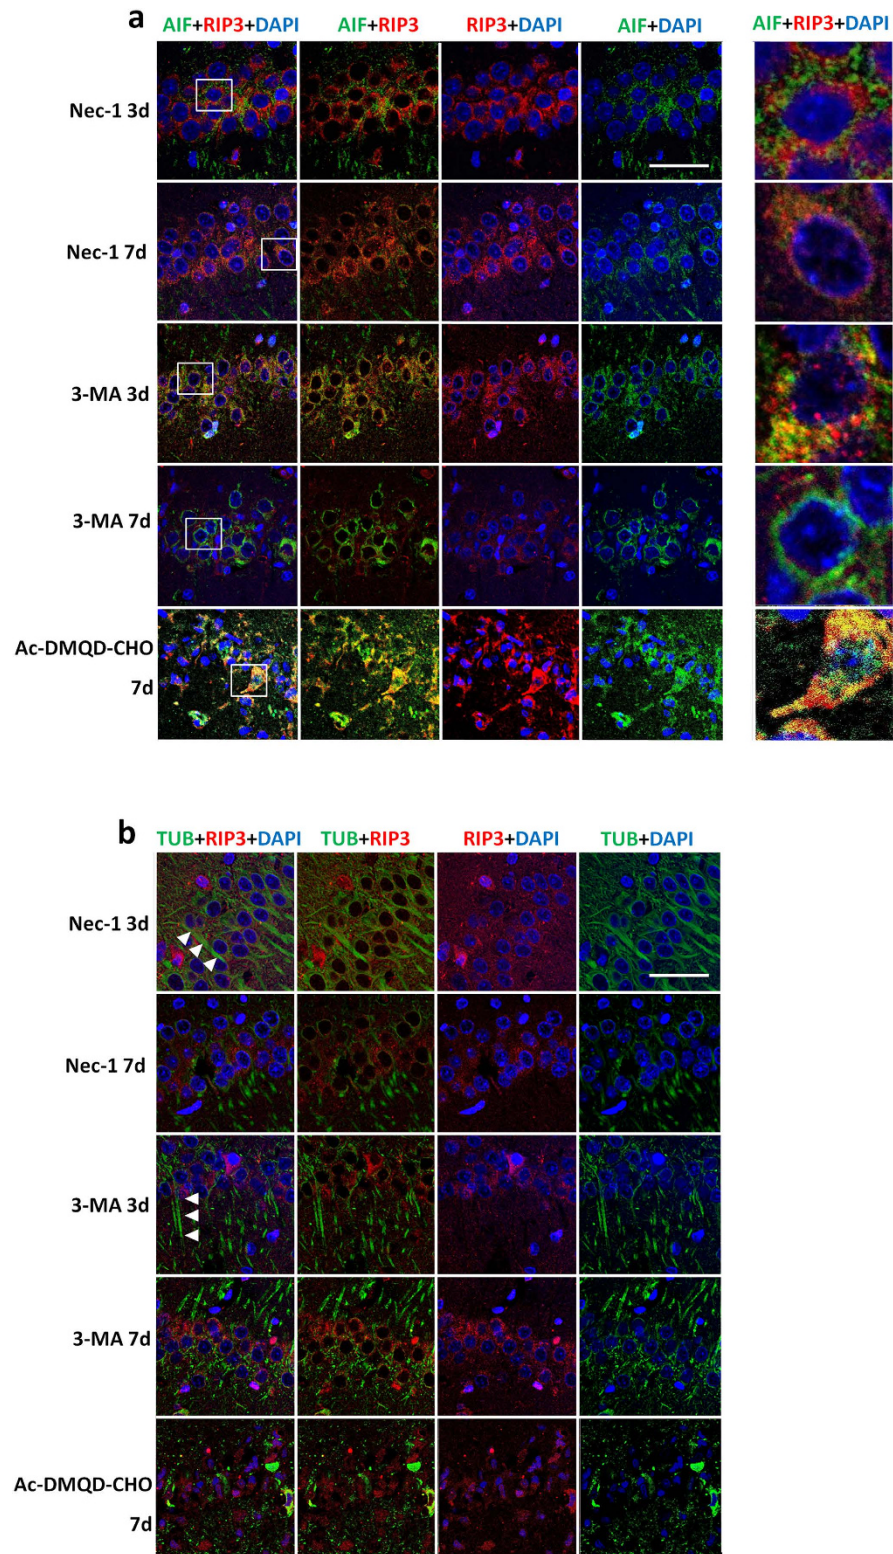 a
AIF+RIP3+DAPI AIF+RIP3 RIP3+DAPI AIF+DAPI AIF+RIP3+DAPI
Nec-1 3d
Nec-1 7d
3-MA 3d
3-MA 7d
Ac-DMQD-CHO
7d
b
TUB+RIP3+DAPI TUB+RIP3 RIP3+DAPI TUB+DAPI
Nec-1 3d
Nec-1 7d
3-MA 3d
3-MA 7d
Ac-DMQD-CHO
7d